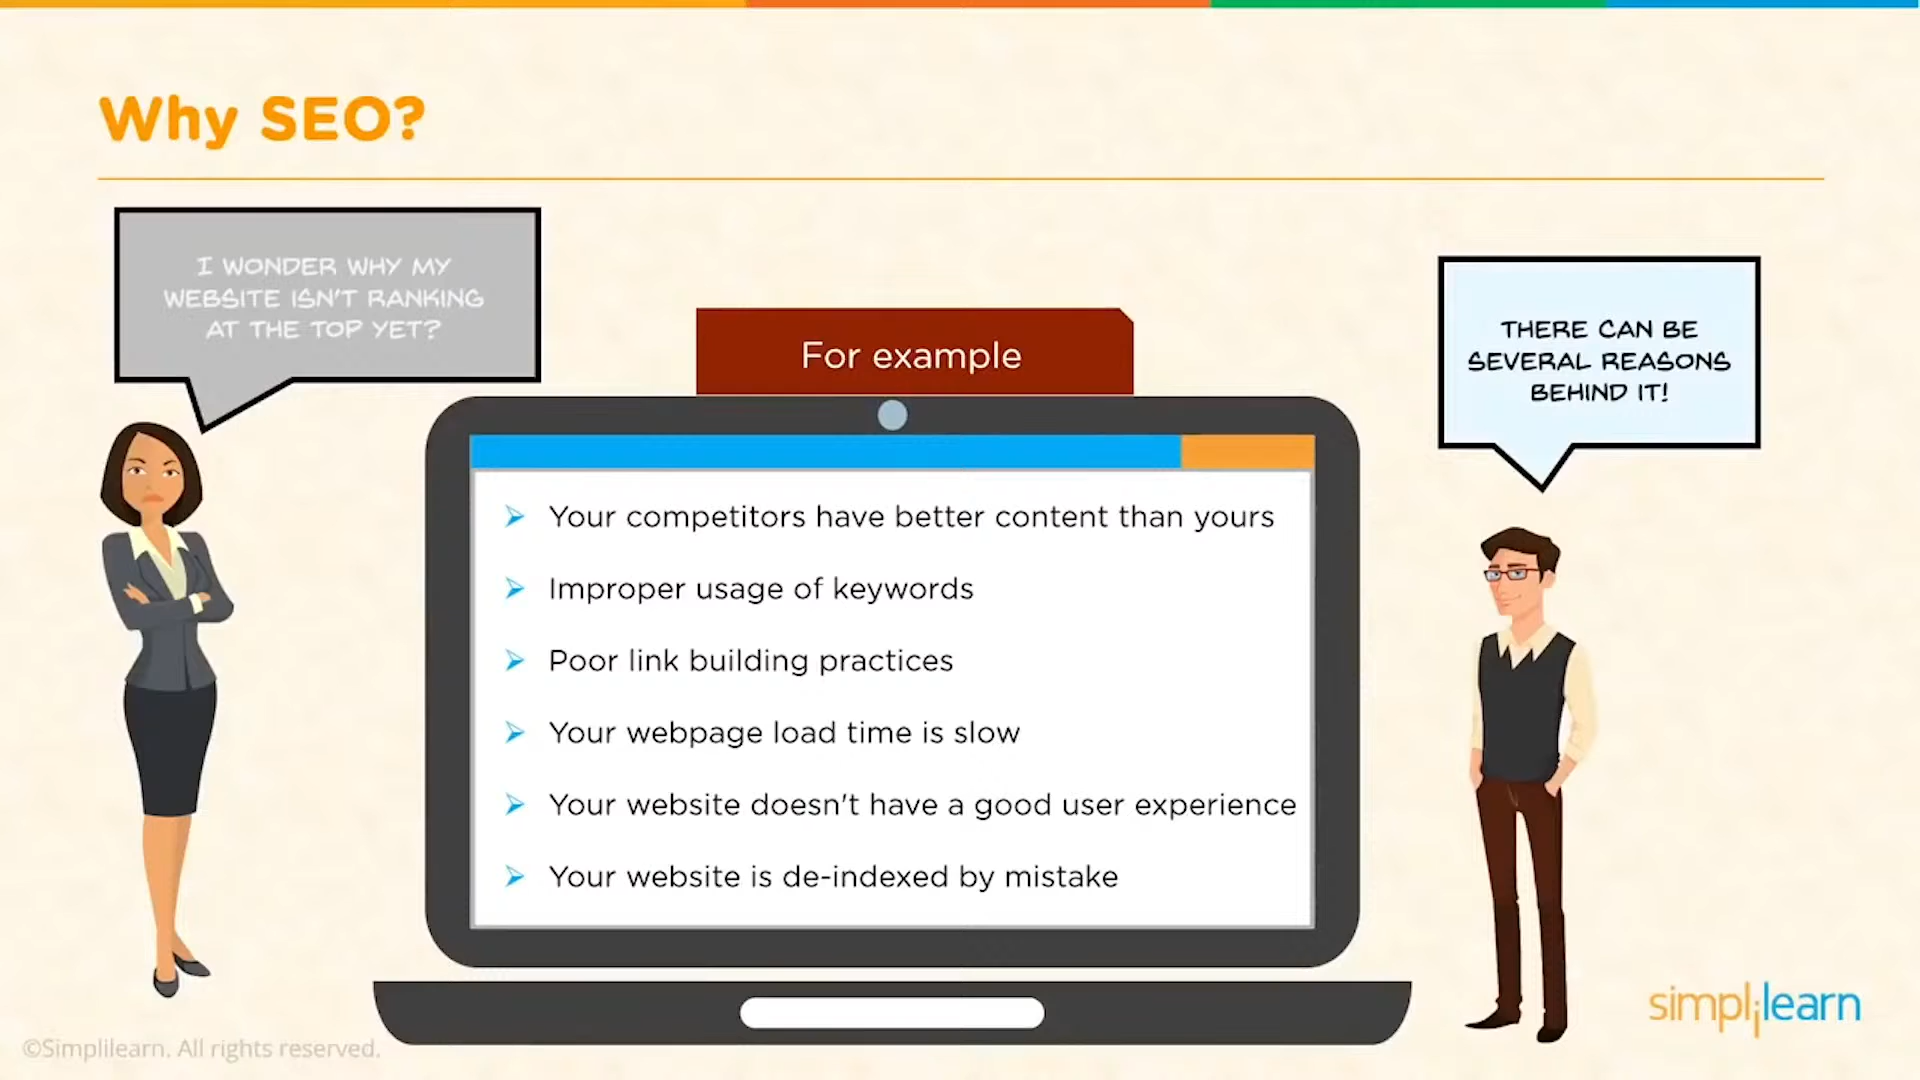 Why SEO?
I WONDER WHY MY
WEBSITE ISN'T RANKING
AT THE TOP YET?
For example
THERE CAN BE
SEVERAL REASONS
BEHIND IT!
Your competitors have better content than yours
Improper usage of keywords
Poor link building practices
Your webpage load time is slow
Your website doesn't have a good user experience
Your website is de-indexed by mistake
simplilearn
©Simplilearn. All rights reserved.